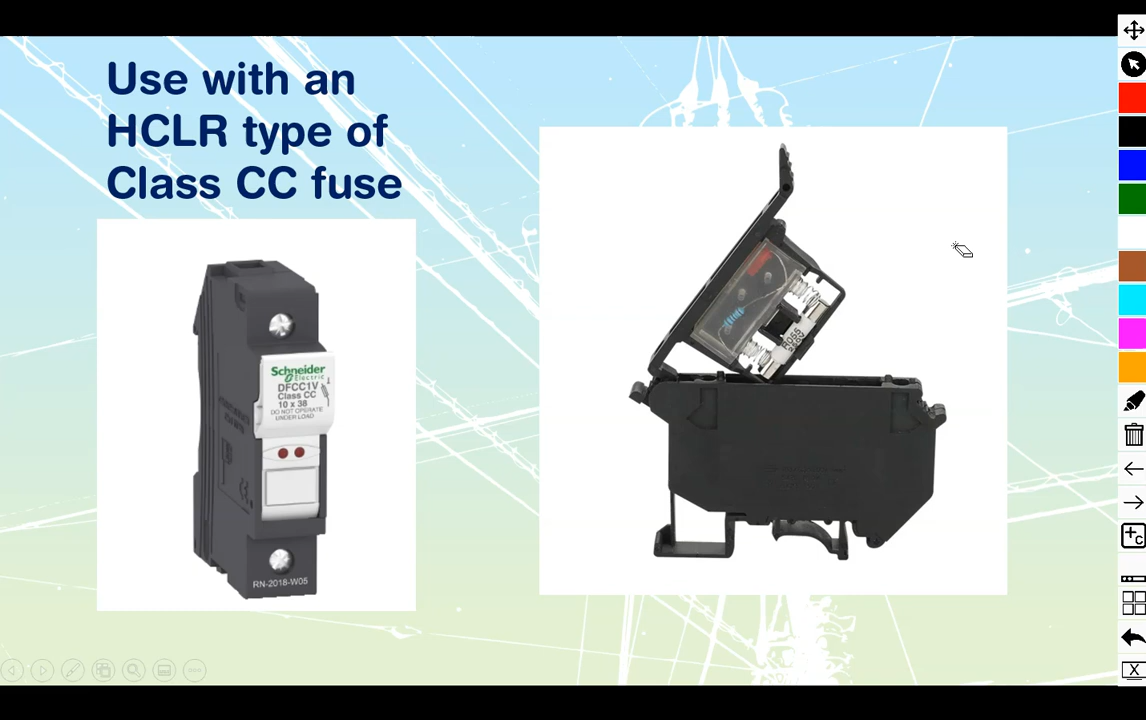 Use with an
HCLR type of
Class CC fuse
Schneider
Electric
DFCC1V
Class CC
10 x 38
DO NOT OPERATE
UNDER LOAD
RN-2018-W05
X
C